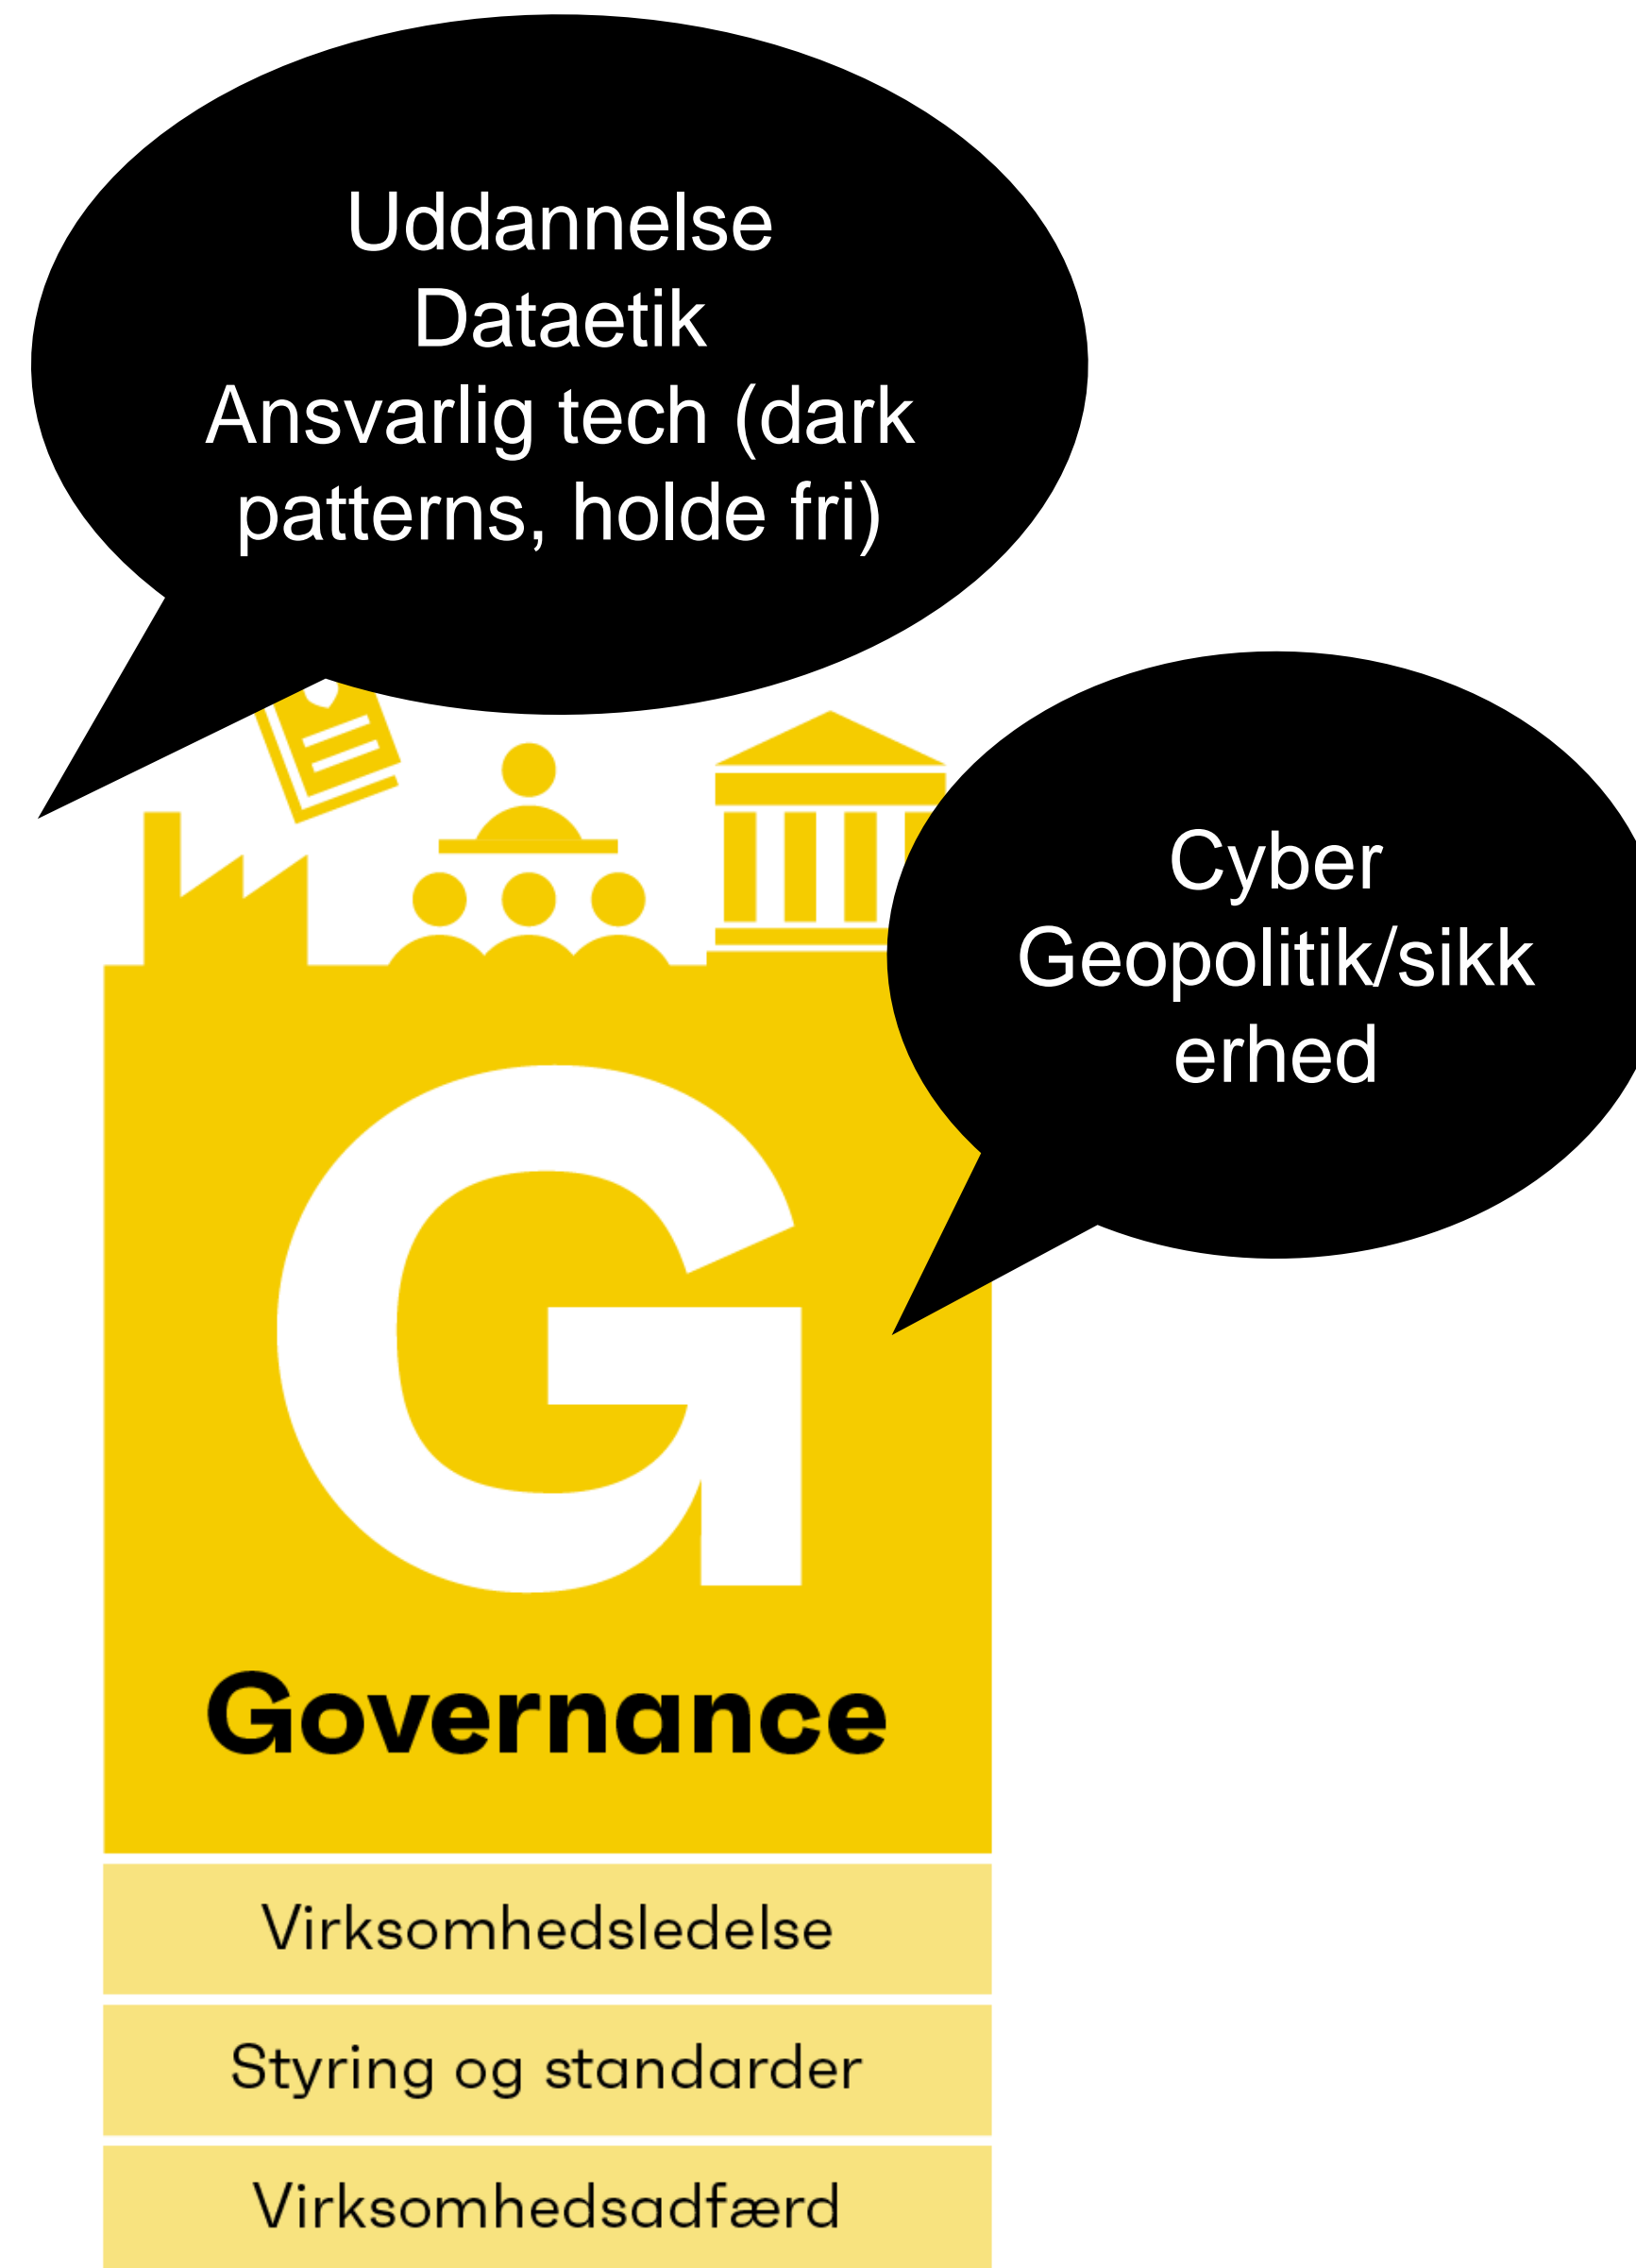 Uddannelse
Dataetik
Ansvarlig tech (dark
patterns, holde fri)
Cyber
Geopolitik/sikk
erhed
G
Governance
Virksomhedsledelse
Styring og standarder
Virksomhedsadfærd